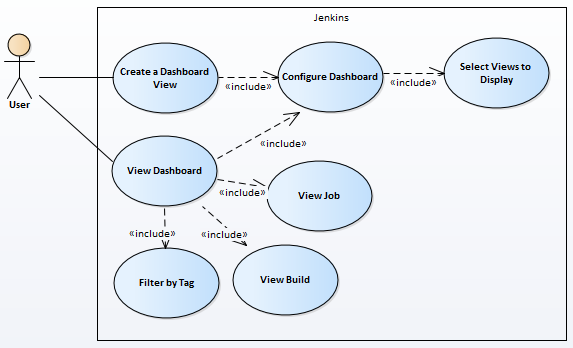 Jenkins
User
Create a Dashboard
View
«include»
Configure Dashboard
«include»
Select Views to
Display
View Dashboard
«include»
«include»
View Job
«include»
«include»
Filter by Tag
View Build